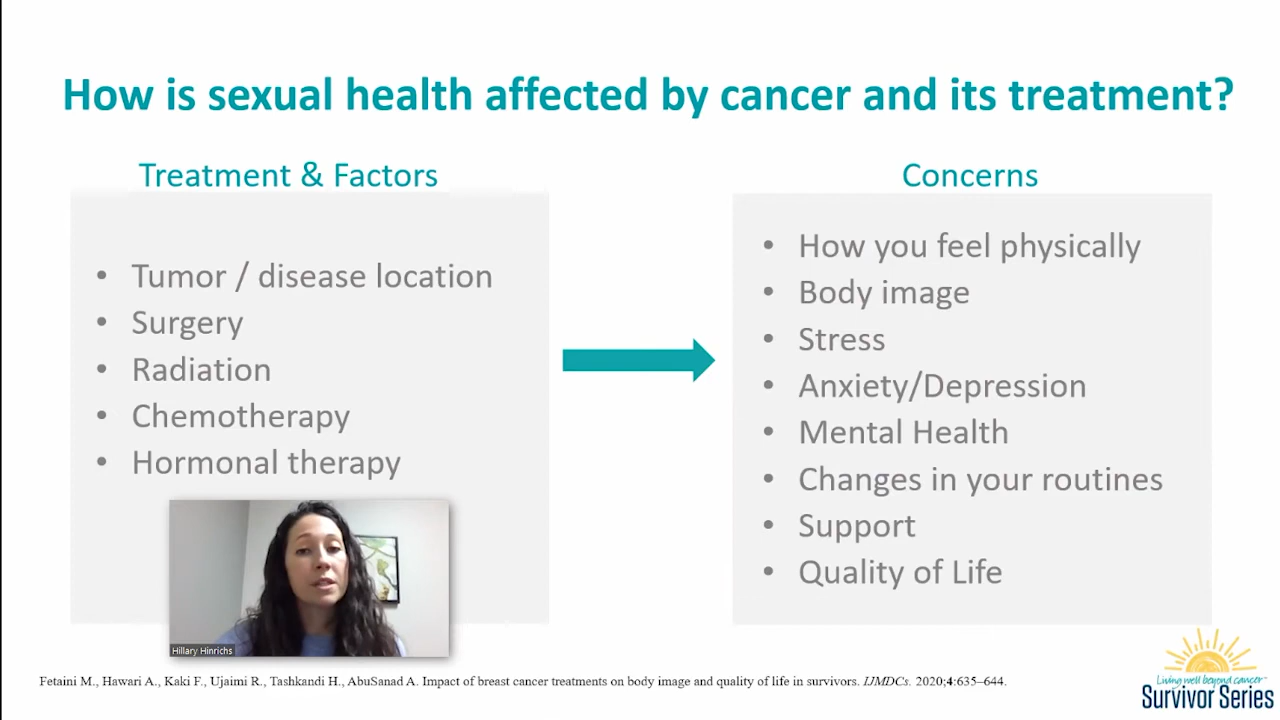 How is sexual health affected by cancer and its treatment?
Treatment & Factors
• Tumor / disease location
• Surgery
• Radiation
• Chemotherapy
• Hormonal therapy
Concerns
• How you feel physically
• Body image
• Stress
• Anxiety/Depression
• Mental Health
• Changes in your routines
• Support
• Quality of Life
Hillary Hinrichs
Fetaini M., Hawari A., Kaki F., Ujaimi R., Tashkandi H., AbuSanad A. Impact of breast cancer treatments on body image and quality of life in survivors. IJMDCs. 2020;4:635–644.
Living well beyond cancer™
Survivor Series